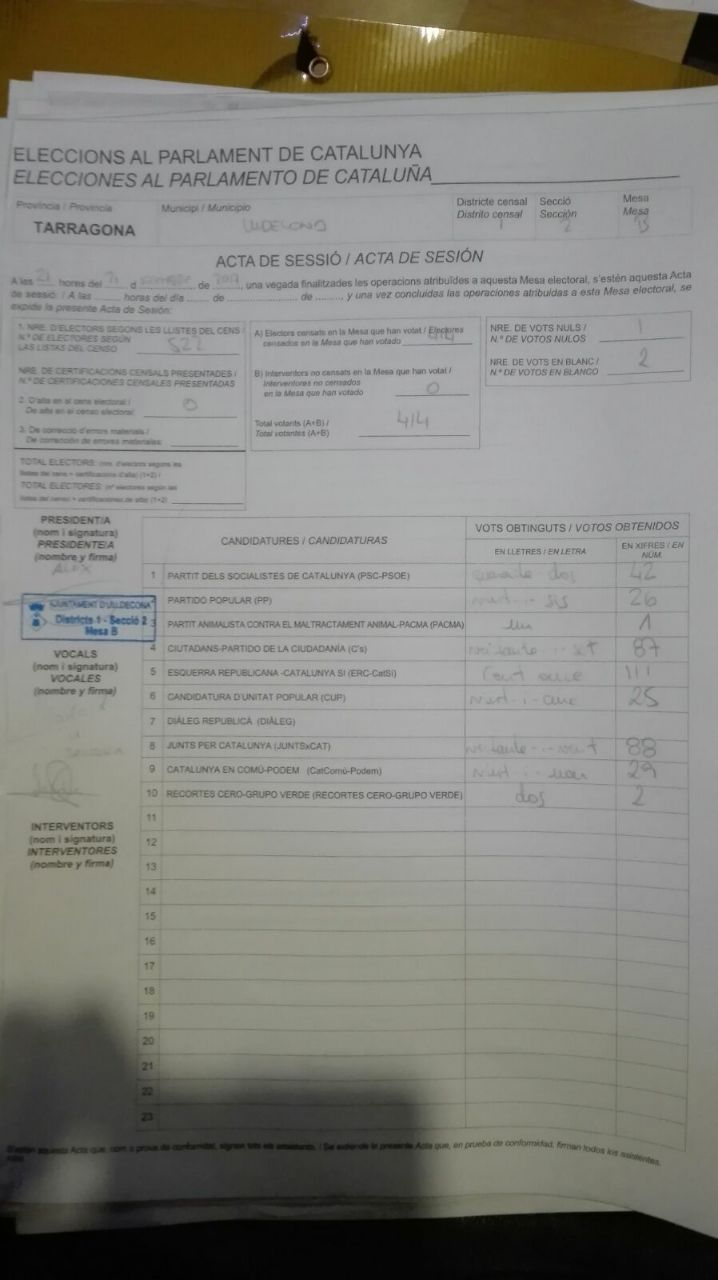 ELECCIONS AL PARLAMENT DE CATALUNYA
ELECCIONES AL PARLAMENTO DE CATALUÑA
Província / Provincia
Municipi / Municipio
Districte censal
Distrito censal
Secció
Sección
Mesa
Mesa
TARRAGONA
ULLDECONA
1
2
B
ACTA DE SESSIÓ / ACTA DE SESIÓN
A les 21 hores del 21 d de 2017, una vegada finalitzades les operacions atribuïdes a aquesta Mesa electoral, s'estén aquesta Acta
de sessió: / A las ........ horas del día ...... de .................... de ........ y una vez concluidas las operaciones atribuidas a esta Mesa electoral, se
expide la presente Acta de Sesión:
1. NRE. D'ELECTORS SEGONS LES LLISTES DEL CENS /
N.º DE ELECTORES SEGÚN
LAS LISTAS DEL CENSO 522
NRE. DE CERTIFICACIONS CENSALS PRESENTADES /
N.º DE CERTIFICACIONES CENSALES PRESENTADAS
2. D'alta en el cens electoral: /
De alta en el censo electoral: 0
3. De correcció d'errors materials: /
De corrección de errores materiales:
TOTAL ELECTORS: (nre. d'electors segons les
llistes del cens + certificacions d'alta) (1+2) /
TOTAL ELECTORES: (nº electores según las
listas del censo + certificaciones de alta) (1+2)
A) Electors censats en la Mesa que han votat / Electores
censados en la Mesa que han votado 414
B) Interventors no censats en la Mesa que han votat /
Interventores no censados
en la Mesa que han votado 0
Total votants (A+B) /
Total votantes (A+B) 414
NRE. DE VOTS NULS /
N.º DE VOTOS NULOS 1
NRE. DE VOTS EN BLANC /
N.º DE VOTOS EN BLANCO 2
PRESIDENT/A
(nom i signatura)
PRESIDENTE/A
(nombre y firma)
AJUNTAMENT D'ULLDECONA
Districte 1 - Secció 2
Mesa B
VOCALS
(nom i signatura)
VOCALES
(nombre y firma)
INTERVENTORS
(nom i signatura)
INTERVENTORES
(nombre y firma)
CANDIDATURES / CANDIDATURAS
VOTS OBTINGUTS / VOTOS OBTENIDOS
EN LLETRES / EN LETRA
EN XIFRES / EN NÚM.
1 PARTIT DELS SOCIALISTES DE CATALUNYA (PSC-PSOE) dos 42
2 PARTIDO POPULAR (PP) vint-i-sis 26
3 PARTIT ANIMALISTA CONTRA EL MALTRACTAMENT ANIMAL-PACMA (PACMA) un 1
4 CIUTADANS-PARTIDO DE LA CIUDADANÍA (C's) 87
5 ESQUERRA REPUBLICANA -CATALUNYA SÍ (ERC-CatSí) Cent onze 111
6 CANDIDATURA D'UNITAT POPULAR (CUP) 25
7 DIÀLEG REPUBLICÀ (DIÀLEG)
8 JUNTS PER CATALUNYA (JUNTSxCAT) 88
9 CATALUNYA EN COMÚ-PODEM (CatComú-Podem) vint-i-nou 29
10 RECORTES CERO-GRUPO VERDE (RECORTES CERO-GRUPO VERDE) dos 2
11
12
13
14
15
16
17
18
19
20
21
22
23
S'estén aquesta Acta que, com a prova de conformitat, signen tots els assistents. / Se extiende la presente Acta que, en prueba de conformidad, firman todos los asistentes.